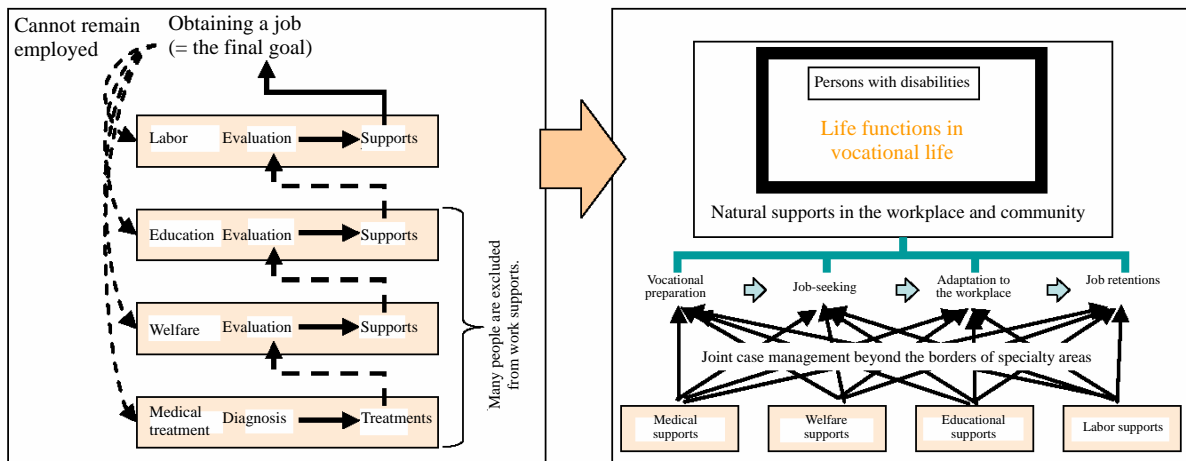 Cannot remain
employed
Obtaining a job
(= the final goal)
Labor Evaluation Supports
Education Evaluation Supports
Welfare Evaluation Supports
Medical
treatment
Diagnosis Treatments
Many people are excluded
from work supports.
Persons with disabilities
Life functions in
vocational life
Natural supports in the workplace and community
Vocational
preparation
Job-seeking
Adaptation to
the workplace
Job retentions
Joint case management beyond the borders of specialty areas
Medical
supports
Welfare
supports
Educational
supports
Labor supports